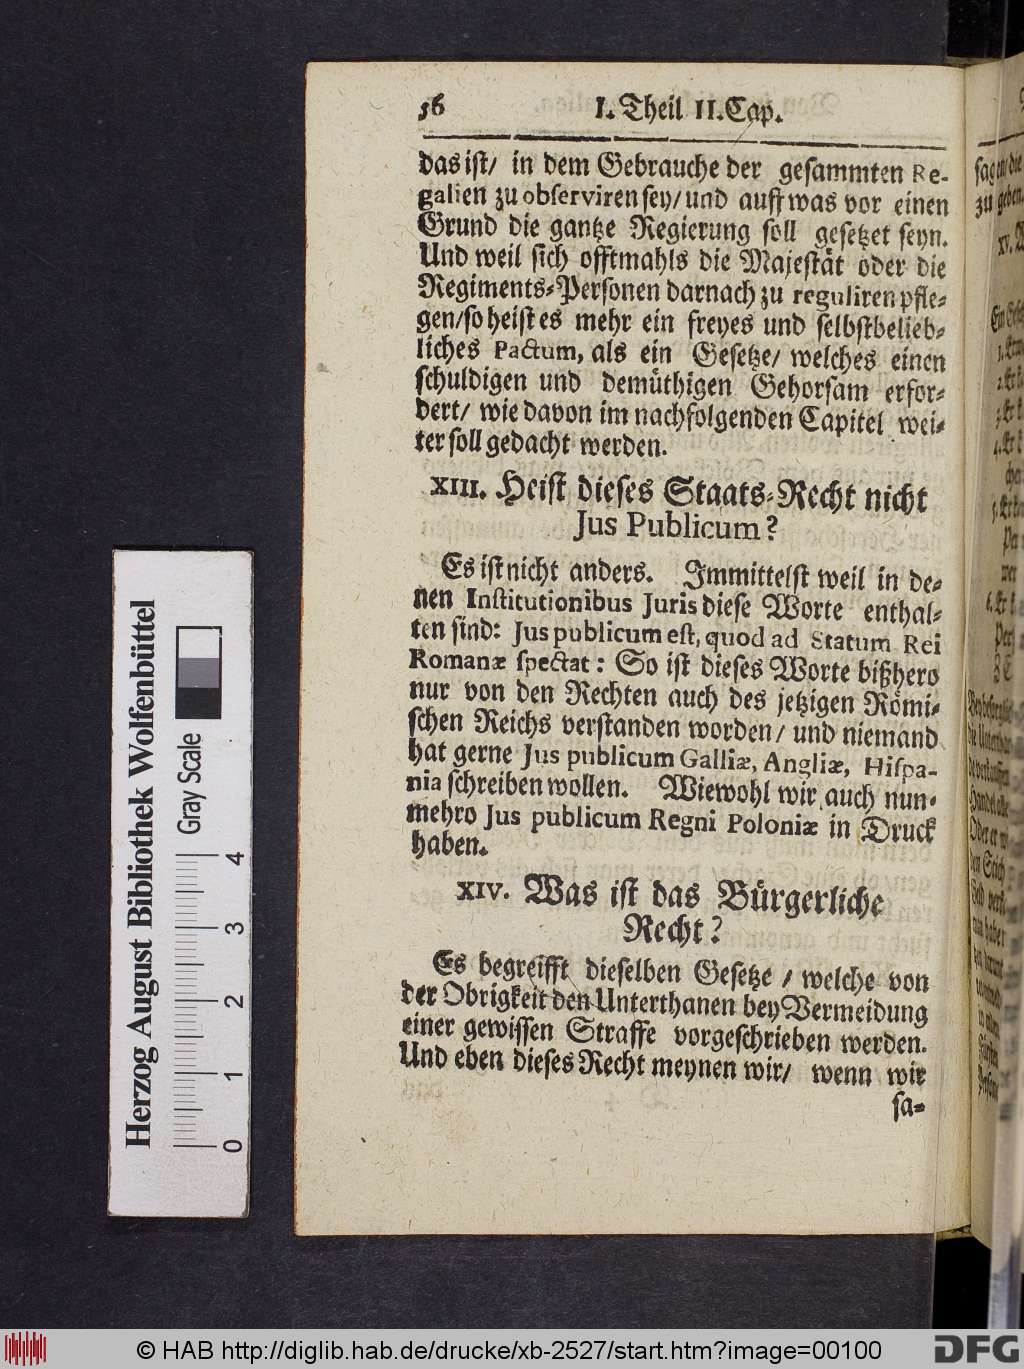 56 I. Theil II. Cap.
das ist/ in dem Gebrauche der gesammten Re-
galien zu observiren sey/ und auff was vor einen
Grund die gantze Regierung soll gesetzet seyn.
Und weil sich offtmahls die Majestät oder die
Regiments-Personen darnach zu reguliren pfle-
gen/ so heist es mehr ein freyes und selbstbelieb-
liches Pactum, als ein Gesetze/ welches einen
schuldigen und demüthigen Gehorsam erfor-
dert/ wie davon im nachfolgenden Capitel wei-
ter soll gedacht werden.
XIII. Heist dieses Staats-Recht nicht
Jus Publicum?
Es ist nicht anders. Immittelst weil in de-
nen Institutionibus Juris diese Worte enthal-
ten sind: Jus publicum est, quod ad Statum Rei
Romanæ spectat: So ist dieses Worte bißhero
nur von den Rechten auch des jetzigen Römi-
schen Reichs verstanden worden/ und niemand
hat gerne Jus publicum Galliæ, Angliæ, Hispa-
nia schreiben wollen. Wiewohl wir auch nun-
mehro Jus publicum Regni Poloniæ in Druck
haben.
XIV. Was ist das Bürgerliche
Recht?
Es begreifft dieselben Gesetze / welche von
der Obrigkeit den Unterthanen bey Vermeidung
einer gewissen Straffe vorgeschrieben werden.
Und eben dieses Recht meynen wir/ wenn wir
sa-
Herzog August Bibliothek Wolfenbüttel
Gray Scale
0 1 2 3 4
© HAB http://diglib.hab.de/drucke/xb-2527/start.htm?image=00100
DFG